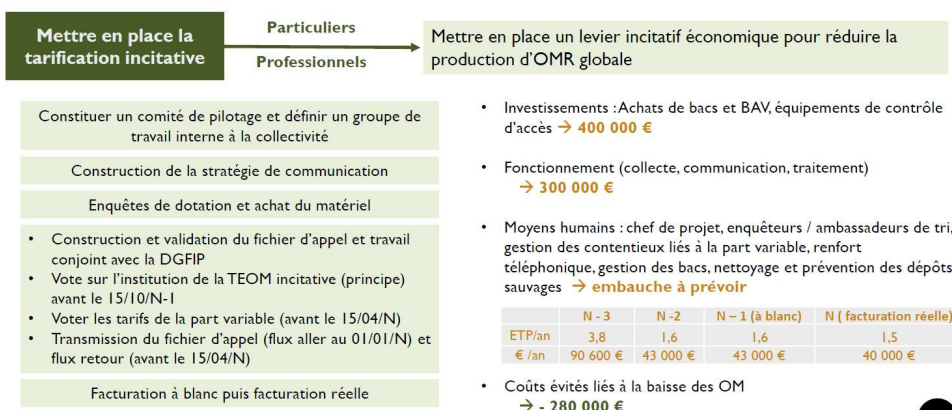 Mettre en place la
tarification incitative
Particuliers
Professionnels
Mettre en place un levier incitatif économique pour réduire la
production d’OMR globale
Constituer un comité de pilotage et définir un groupe de
travail interne à la collectivité
Construction de la stratégie de communication
Enquêtes de dotation et achat du matériel
• Construction et validation du fichier d’appel et travail
conjoint avec la DGFIP
• Vote sur l’institution de la TEOM incitative (principe)
avant le 15/10/N-1
• Voter les tarifs de la part variable (avant le 15/04/N)
• Transmission du fichier d’appel (flux aller au 01/01/N) et
flux retour (avant le 15/04/N)
Facturation à blanc puis facturation réelle
• Investissements : Achats de bacs et BAV, équipements de contrôle
d’accès → 400 000 €
• Fonctionnement (collecte, communication, traitement)
→ 300 000 €
• Moyens humains : chef de projet, enquêteurs / ambassadeurs de tri,
gestion des contentieux liés à la part variable, renfort
téléphonique, gestion des bacs, nettoyage et prévention des dépôts
sauvages → embauche à prévoir
N - 3 N -2 N – 1 (à blanc) N ( facturation réelle)
ETP/an 3,8 1,6 1,6 1,5
€ /an 90 600 € 43 000 € 43 000 € 40 000 €
• Coûts évités liés à la baisse des OM
→ - 280 000 €